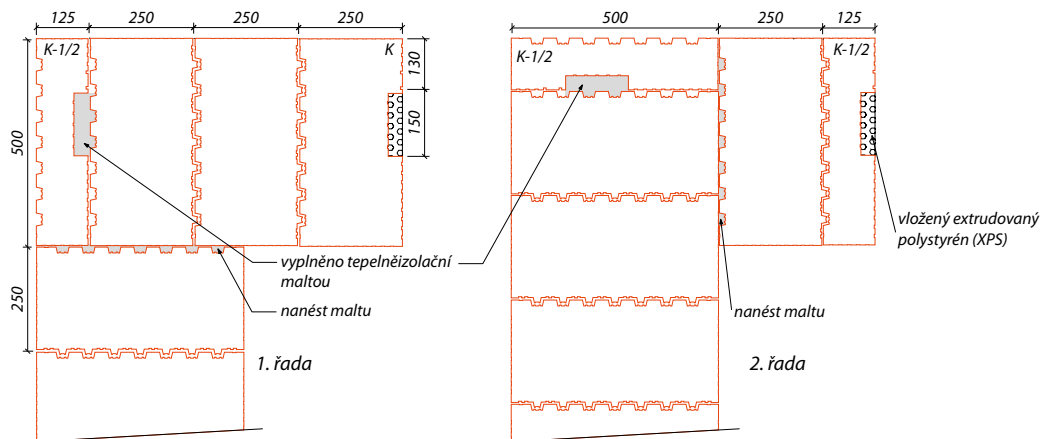 125 250 250 250
K-1/2 K
130
150
500
250
vyplněno tepelněizolační
maltou
nanést maltu
1. řada
500 250 125
K-1/2 K-1/2
vložený extrudovaný
polystyrén (XPS)
nanést maltu
2. řada